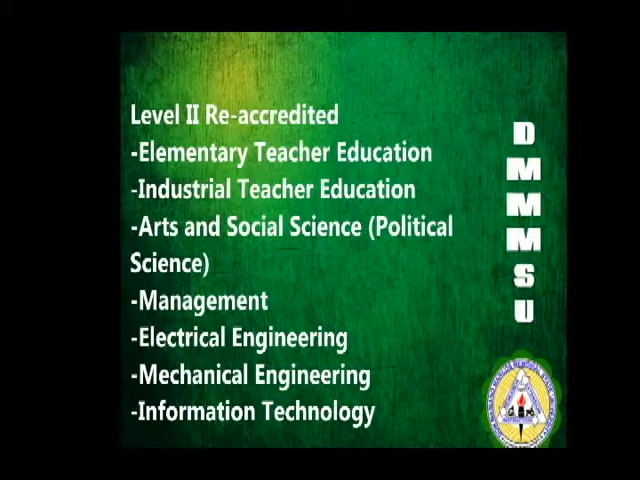 Level II Re-accredited
-Elementary Teacher Education
-Industrial Teacher Education
-Arts and Social Science (Political
Science)
-Management
-Electrical Engineering
-Mechanical Engineering
-Information Technology
DMMMSU